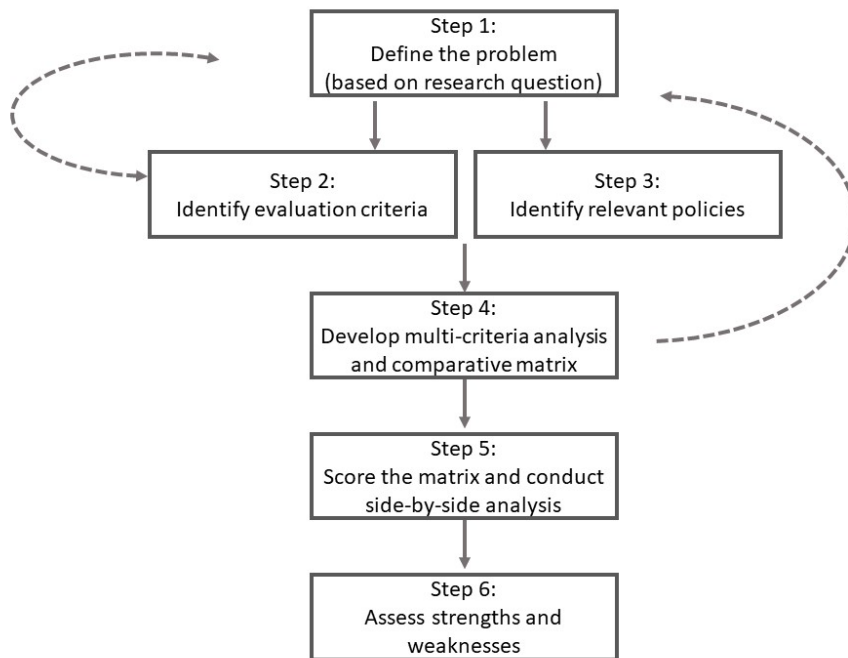 Step 1:
Define the problem
(based on research question)
Step 2:
Identify evaluation criteria
Step 3:
Identify relevant policies
Step 4:
Develop multi-criteria analysis
and comparative matrix
Step 5:
Score the matrix and conduct
side-by-side analysis
Step 6:
Assess strengths and
weaknesses